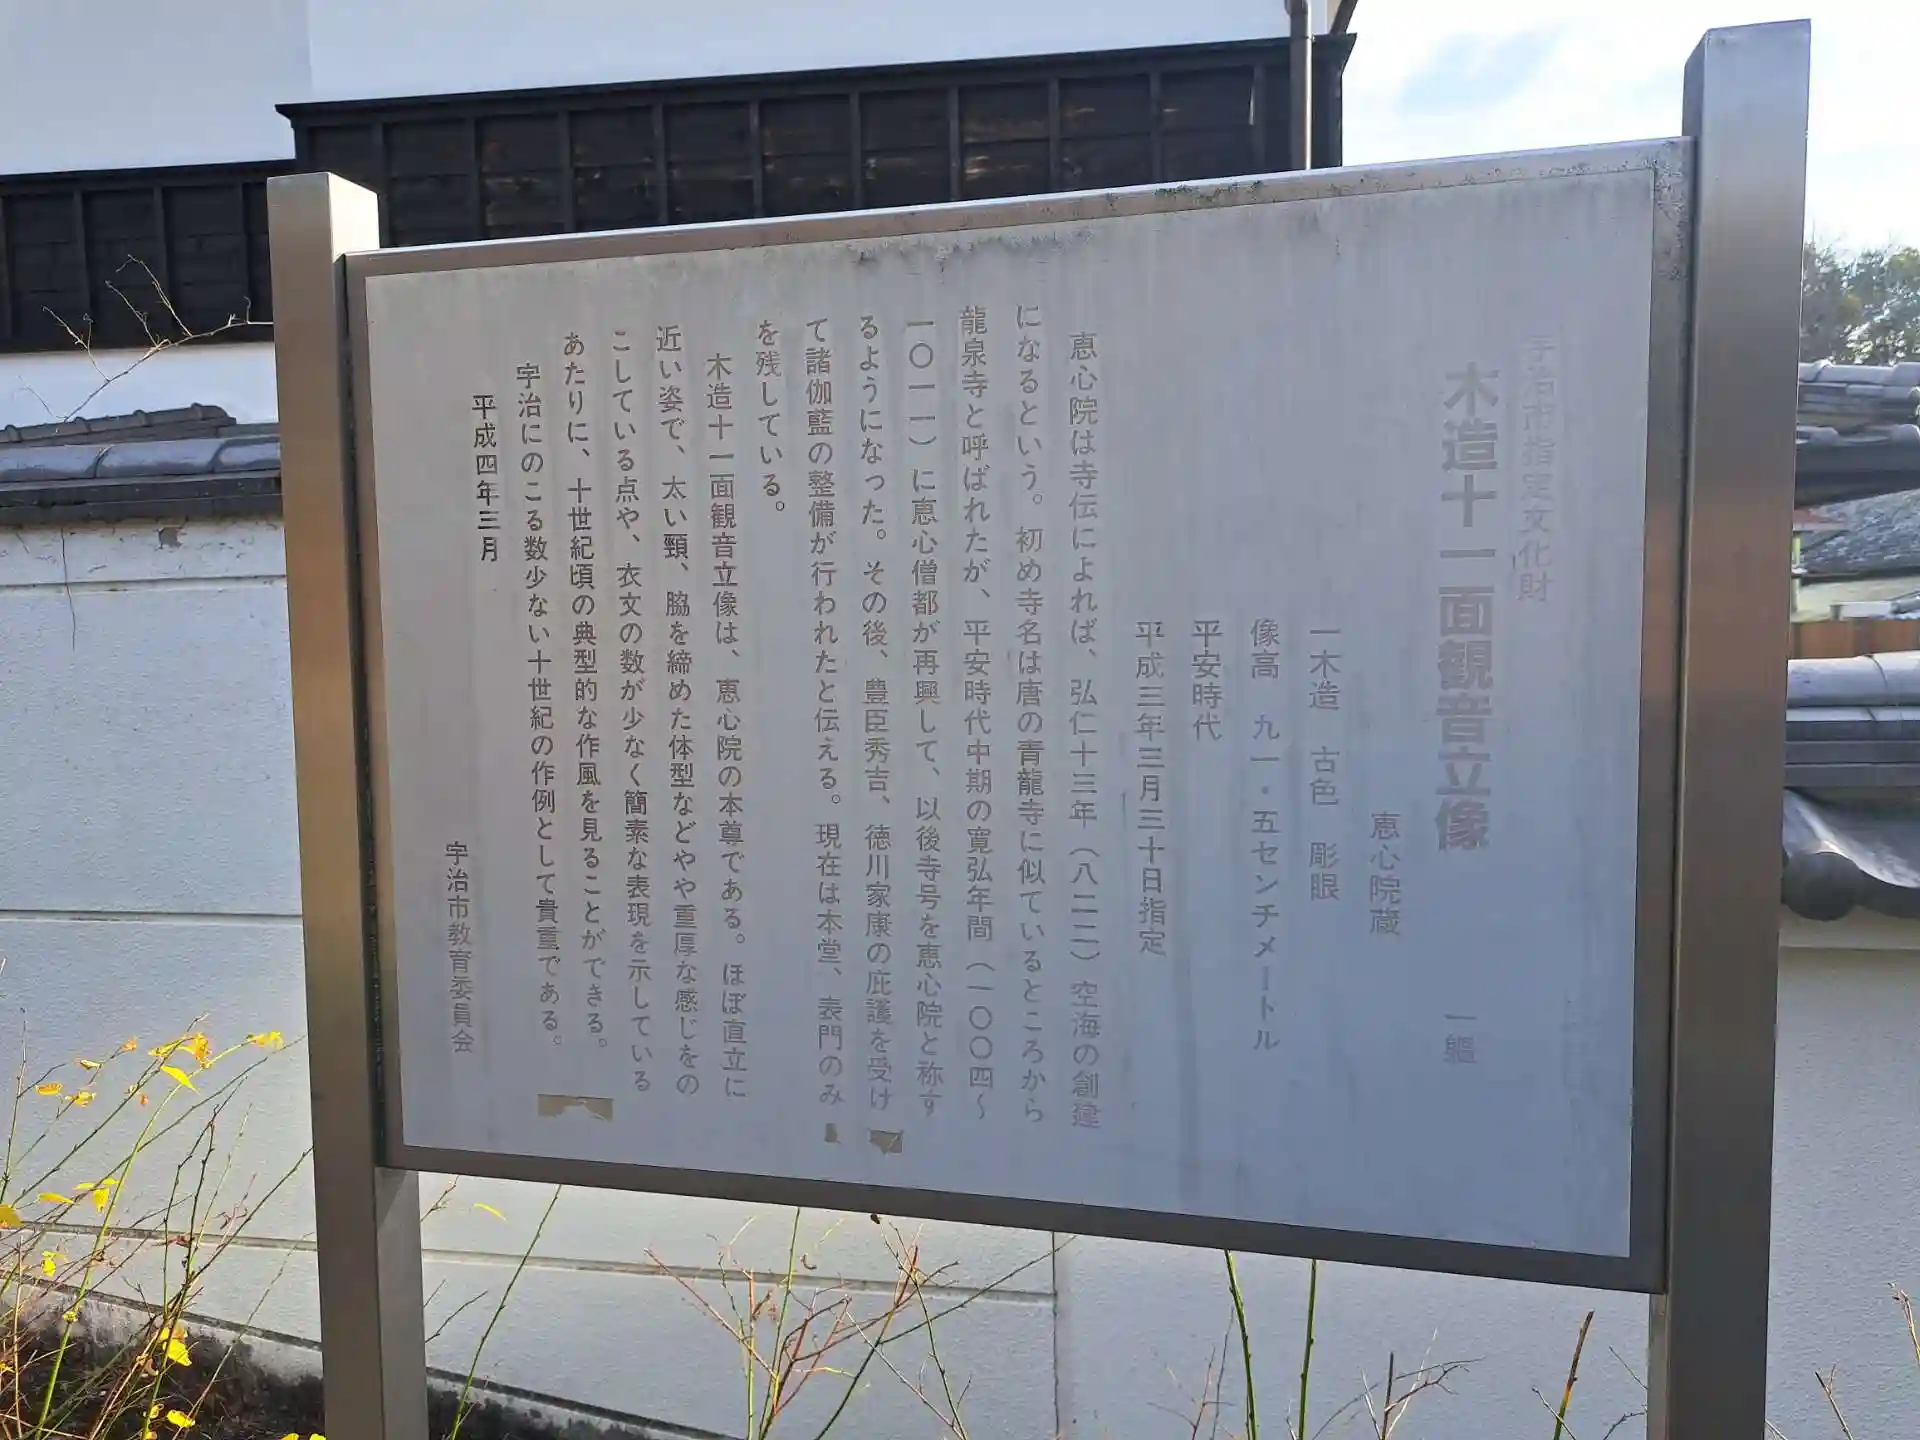 宇治市指定文化財
木造十一面観音立像　一軀
恵心院蔵
一木造　古色　彫眼
像高　九一・五センチメートル
平安時代
平成三年三月三十日指定
恵心院は寺伝によれば、弘仁十三年（八二二）空海の創建
になるという。初め寺名は唐の青龍寺に似ているところから
龍泉寺と呼ばれたが、平安時代中期の寛弘年間（一〇〇四～
一〇一一）に恵心僧都が再興して、以後寺号を恵心院と称す
るようになった。その後、豊臣秀吉、徳川家康の庇護を受け
て諸伽藍の整備が行われたと伝える。現在は本堂、表門のみ
を残している。
木造十一面観音立像は、恵心院の本尊である。ほぼ直立に
近い姿で、太い頸、脇を締めた体型などやや重厚な感じをの
こしている点や、衣文の数が少なく簡素な表現を示している
あたりに、十世紀頃の典型的な作風を見ることができる。
宇治にのこる数少ない十世紀の作例として貴重である。
平成四年三月
宇治市教育委員会